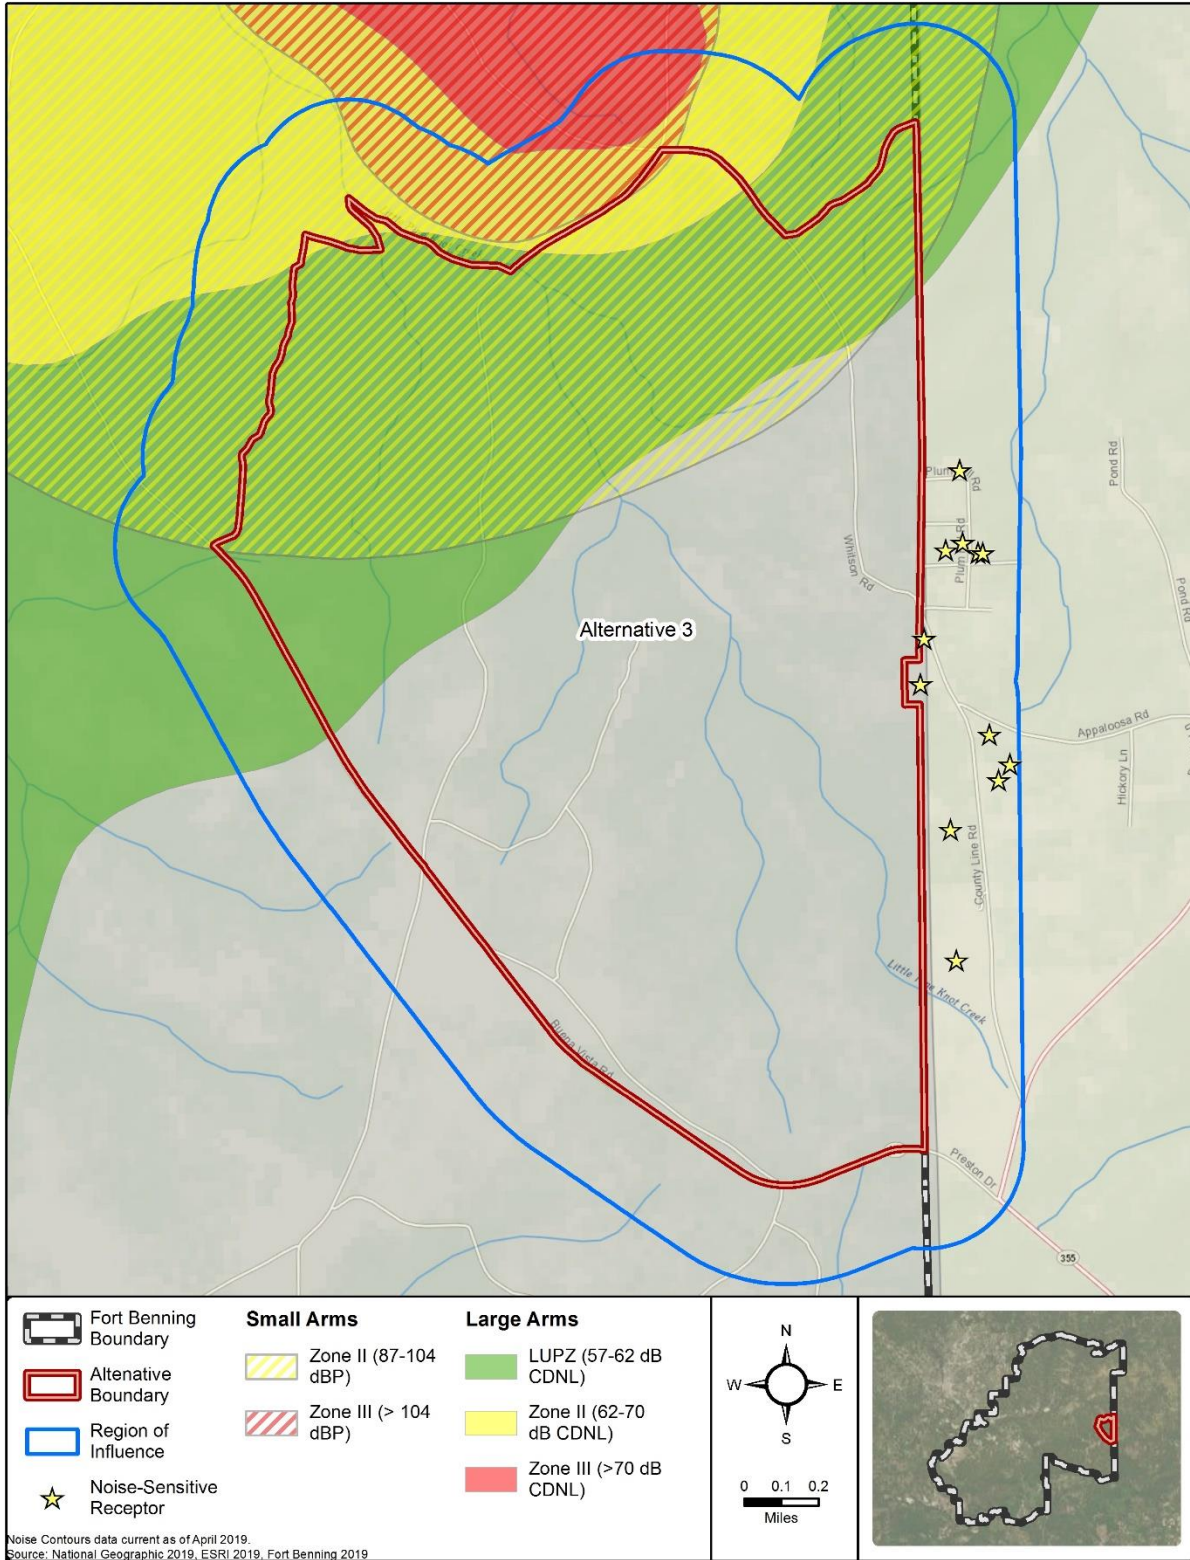 Plum
Rd
Rd
Plum
Pond Rd
Pond Rd
Whitson Rd
Alternative 3
Appaloosa Rd
Hickory Ln
County Line Rd
Little Pine Knot Creek
Buena Vista Rd
Preston Dr
355
Fort Benning
Boundary
Altenative
Boundary
Region of
Influence
Noise-Sensitive
Receptor
Small Arms
Zone II (87-104
dBP)
Zone III (> 104
dBP)
Large Arms
LUPZ (57-62 dB
CDNL)
Zone II (62-70
dB CDNL)
Zone III (>70 dB
CDNL)
N
W
E
S
0 0.1 0.2
Miles
Noise Contours data current as of April 2019.
Source: National Geographic 2019, ESRI 2019, Fort Benning 2019